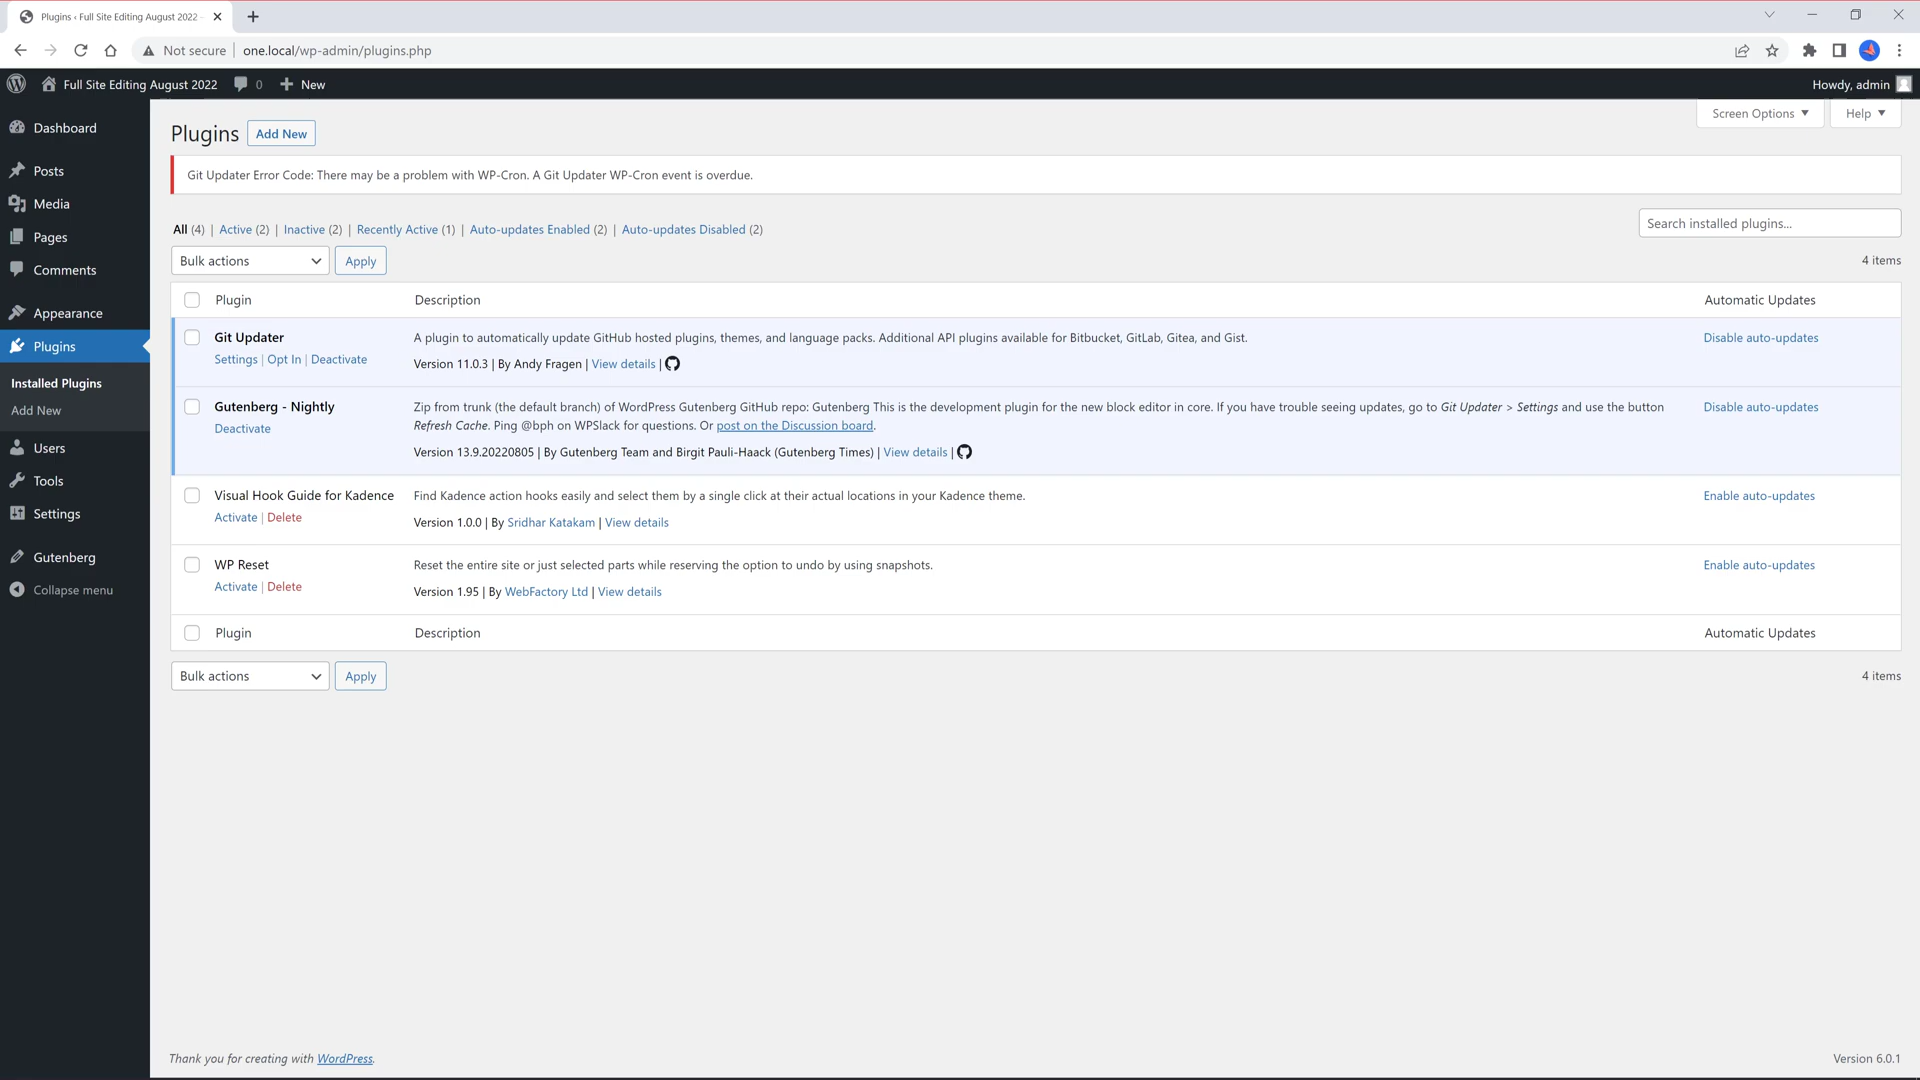 Plugins ‹ Full Site Editing August 2022 -
Not secure
one.local/wp-admin/plugins.php
Full Site Editing August 2022
0
New
Howdy, admin
Dashboard
Posts
Media
Pages
Comments
Appearance
Plugins
Installed Plugins
Add New
Users
Tools
Settings
Gutenberg
Collapse menu
Screen Options ▼
Help ▼
Plugins
Add New
Git Updater Error Code: There may be a problem with WP-Cron. A Git Updater WP-Cron event is overdue.
All (4) | Active (2) | Inactive (2) | Recently Active (1) | Auto-updates Enabled (2) | Auto-updates Disabled (2)
Search installed plugins...
Bulk actions
Apply
4 items
Plugin
Description
Automatic Updates
Git Updater
Settings | Opt In | Deactivate
A plugin to automatically update GitHub hosted plugins, themes, and language packs. Additional API plugins available for Bitbucket, GitLab, Gitea, and Gist.
Version 11.0.3 | By Andy Fragen | View details |
Disable auto-updates
Gutenberg - Nightly
Deactivate
Zip from trunk (the default branch) of WordPress Gutenberg GitHub repo: Gutenberg This is the development plugin for the new block editor in core. If you have trouble seeing updates, go to Git Updater > Settings and use the button
Refresh Cache. Ping @bph on WPSlack for questions. Or post on the Discussion board.
Version 13.9.20220805 | By Gutenberg Team and Birgit Pauli-Haack (Gutenberg Times) | View details |
Disable auto-updates
Visual Hook Guide for Kadence
Activate | Delete
Find Kadence action hooks easily and select them by a single click at their actual locations in your Kadence theme.
Version 1.0.0 | By Sridhar Katakam | View details
Enable auto-updates
WP Reset
Activate | Delete
Reset the entire site or just selected parts while reserving the option to undo by using snapshots.
Version 1.95 | By WebFactory Ltd | View details
Enable auto-updates
Plugin
Description
Automatic Updates
Bulk actions
Apply
4 items
Thank you for creating with WordPress.
Version 6.0.1